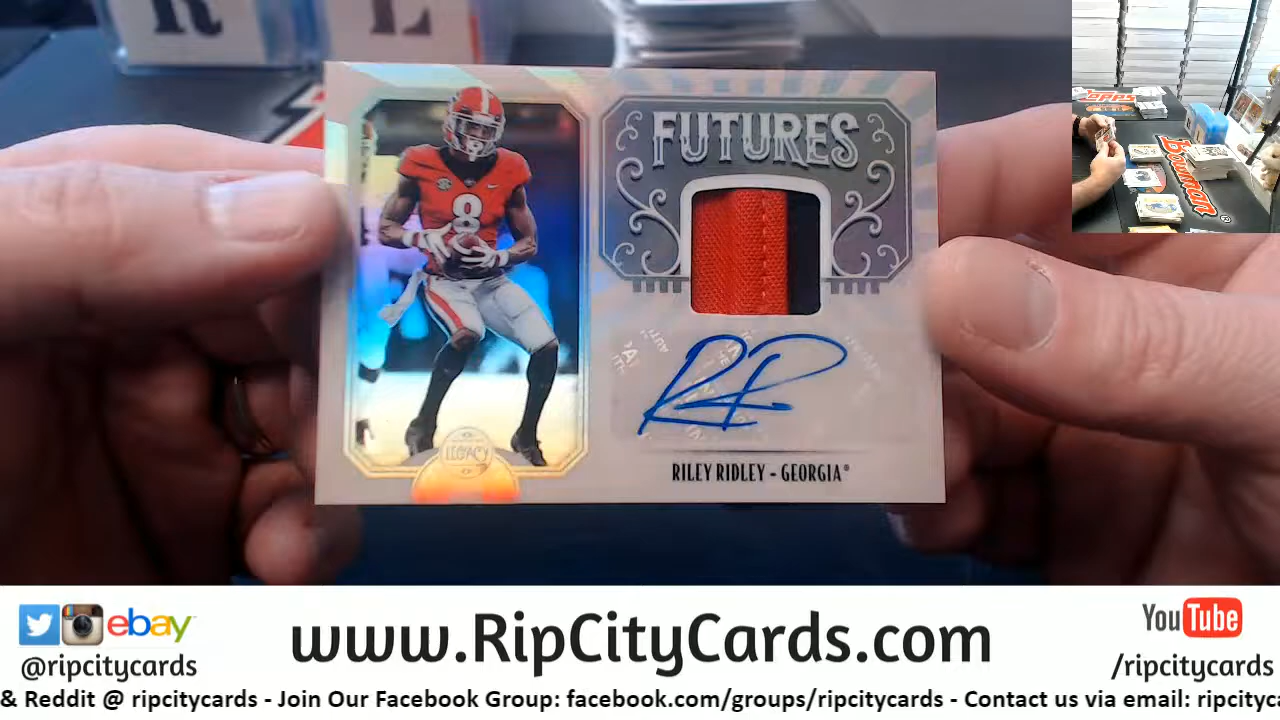 R L
FUTURES
8
LEGACY
RILEY RIDLEY - GEORGIA®
Bowman®
ebay
@ripcitycards
www.RipCityCards.com
YouTube
/ripcitycards
& Reddit @ ripcitycards - Join Our Facebook Group: facebook.com/groups/ripcitycards - Contact us via email: ripcityc